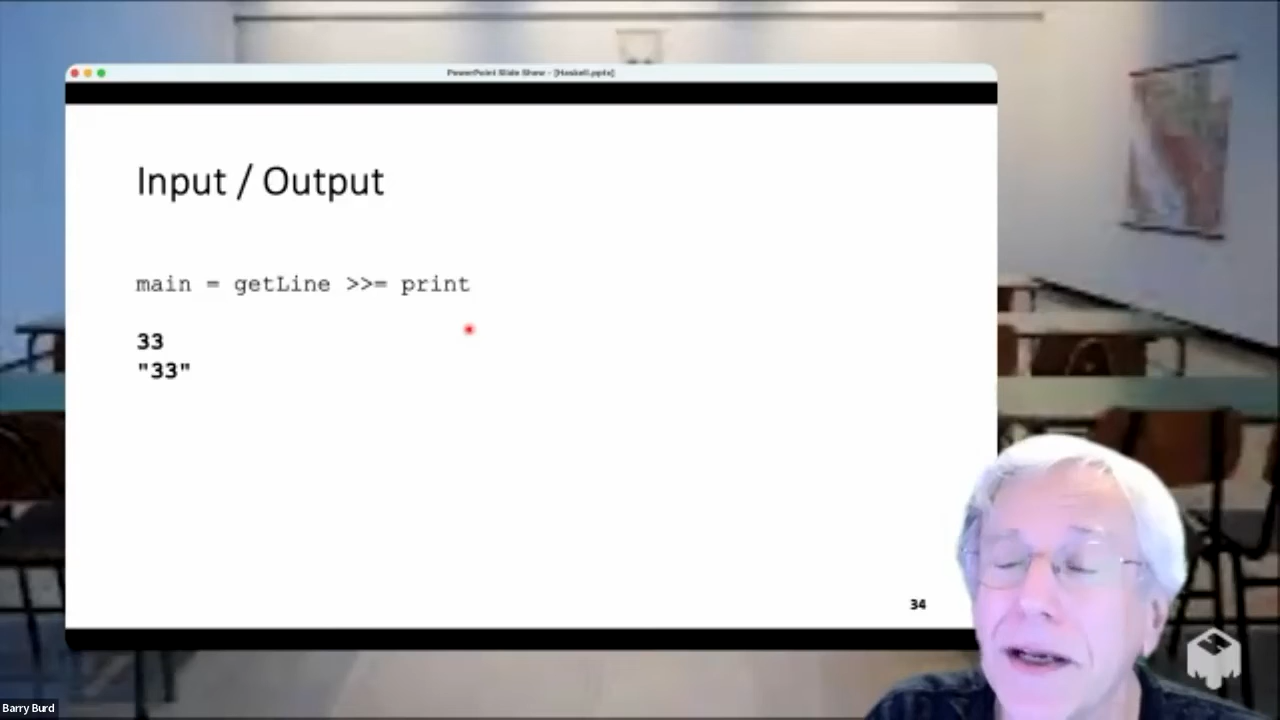 PowerPoint Slide Show - [Haskell.pptx]
Input / Output
main = getLine >>= print
33
"33"
34
Barry Burd